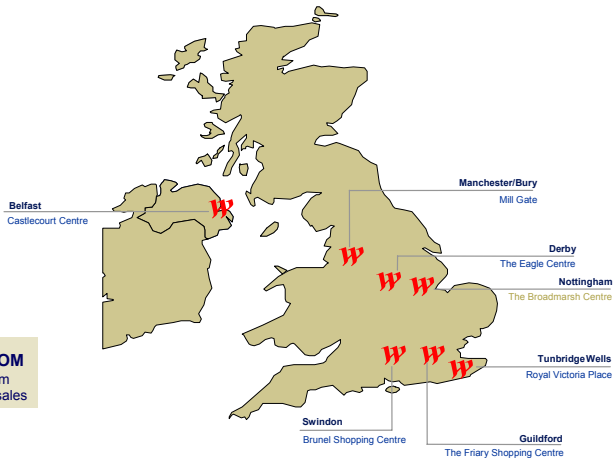 Manchester/Bury
Mill Gate
Belfast
Castlecourt Centre
Derby
The Eagle Centre
Nottingham
The Broadmarsh Centre
OM
m
sales
Tunbridge Wells
Royal Victoria Place
Swindon
Brunel Shopping Centre
Guildford
The Friary Shopping Centre
W
W
W
W
W
W
W